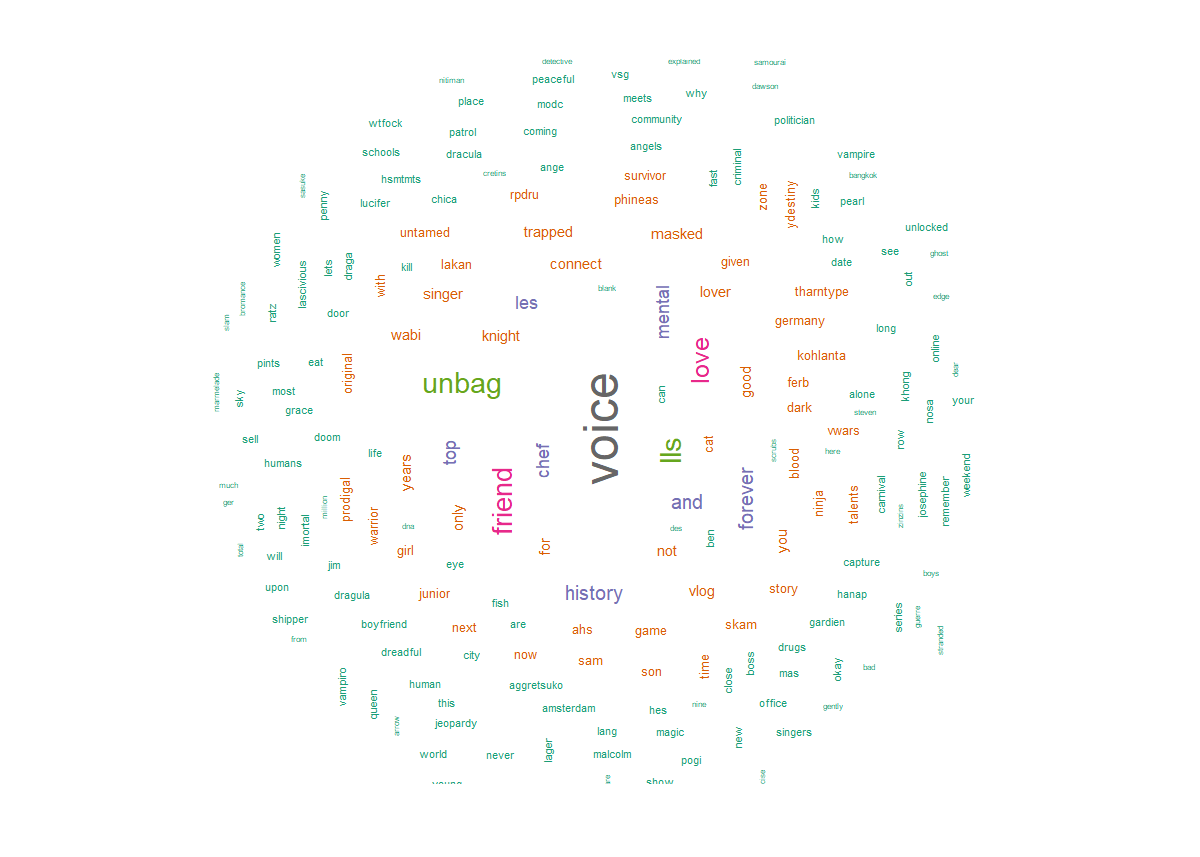 detective
explained
samourai
nitiman
peaceful
vsg
dawson
place
modc
meets
why
wtfock
patrol
coming
community
politician
schools
dracula
angels
vampire
ange
fast
criminal
sasuke
hsmtmts
cretins
survivor
bangkok
penny
lucifer
chica
rpdru
phineas
zone
ydestiny
kids
pearl
women
untamed
trapped
masked
how
unlocked
see
ghost
lascivious
lets
draga
with
kill
lakan
connect
given
date
out
bromance
blank
slam
ratz
door
singer
les
mental
lover
tharntype
edge
wabi
knight
germany
long
online
pints
eat
original
love
good
kohlanta
dear
marmelade
sky
most
unbag
voice
can
ferb
alone
khong
your
grace
dark
steven
nosa
sell
doom
top
chef
lls
cat
scrubs
vwars
row
humans
life
years
blood
here
weekend
much
prodigal
friend
forever
ninja
talents
carnival
josephine
remember
ger
two
night
imortal
million
warrior
dna
only
and
zinzins
total
will
jim
girl
eye
for
des
not
ben
you
capture
boys
upon
dragula
junior
fish
history
vlog
story
hanap
shipper
boyfriend
next
are
ahs
game
skam
gardien
series
guerre
stranded
from
dreadful
city
now
sam
son
time
close
boss
drugs
mas
okay
bad
vampiro
queen
human
aggretsuko
arrow
this
jeopardy
amsterdam
hes
nine
office
gently
lang
magic
new
singers
world
never
lager
malcolm
pogi
young
show